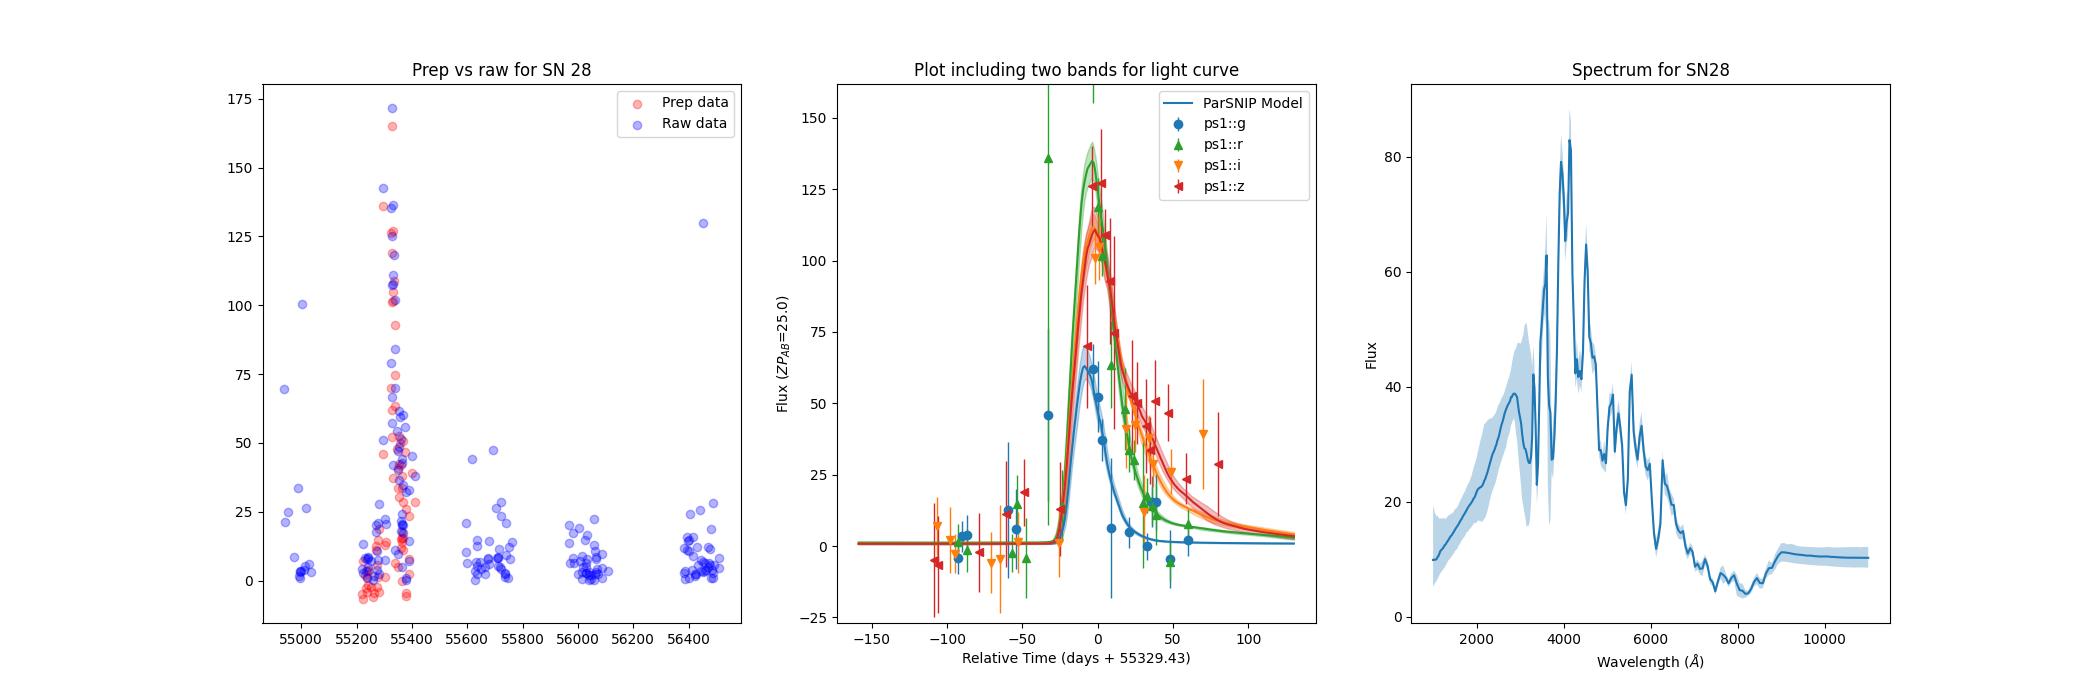 Prep vs raw for SN 28
175
150
125
100
75
50
25
0
55000 55200 55400 55600 55800 56000 56200 56400
Prep data
Raw data
Plot including two bands for light curve
Flux (ZP_AB=25.0)
150
125
100
75
50
25
0
−25
−150 −100 −50 0 50 100
Relative Time (days + 55329.43)
ParSNIP Model
ps1::g
ps1::r
ps1::i
ps1::z
Spectrum for SN28
Flux
80
60
40
20
0
2000 4000 6000 8000 10000
Wavelength (Å)